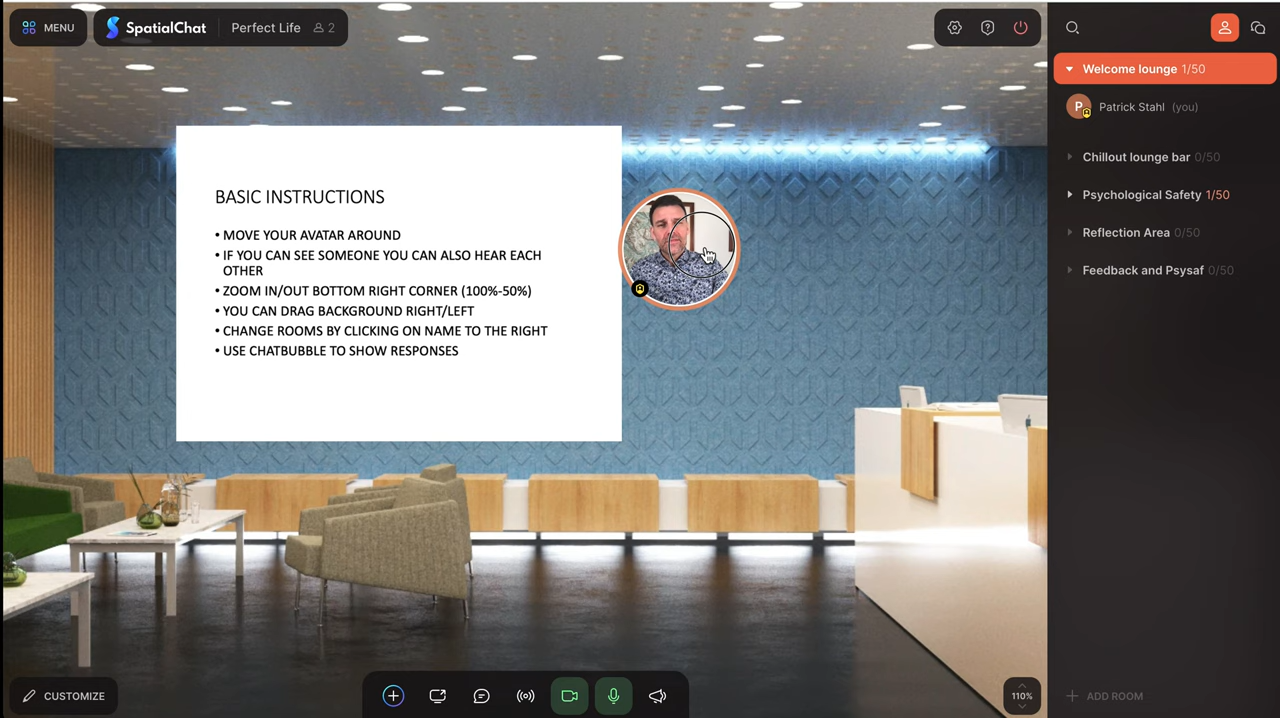 MENU
SpatialChat
Perfect Life 2
BASIC INSTRUCTIONS
• MOVE YOUR AVATAR AROUND
• IF YOU CAN SEE SOMEONE YOU CAN ALSO HEAR EACH
OTHER
• ZOOM IN/OUT BOTTOM RIGHT CORNER (100%-50%)
• YOU CAN DRAG BACKGROUND RIGHT/LEFT
• CHANGE ROOMS BY CLICKING ON NAME TO THE RIGHT
• USE CHATBUBBLE TO SHOW RESPONSES
CUSTOMIZE
110%
Welcome lounge 1/50
P
Patrick Stahl (you)
Chillout lounge bar 0/50
Psychological Safety 1/50
Reflection Area 0/50
Feedback and Psysaf 0/50
ADD ROOM